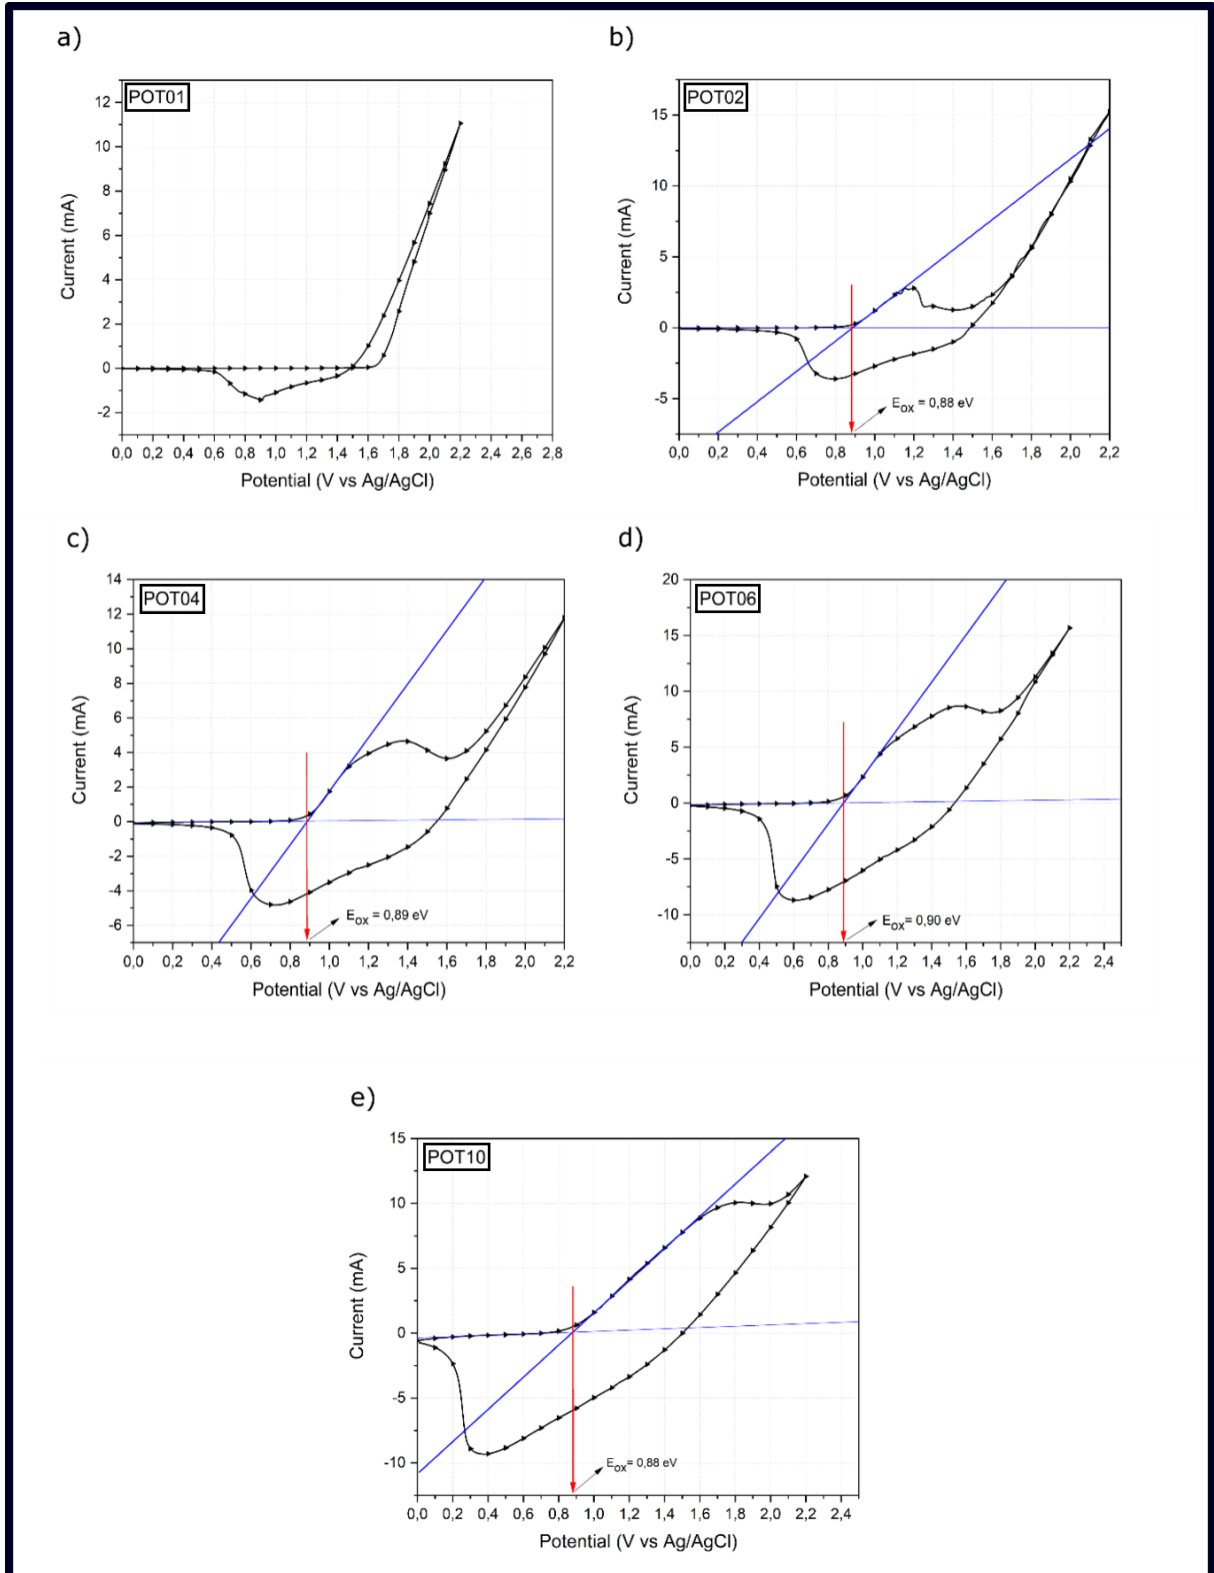 a)
POT01
12
10
8
6
4
2
0
-2
Current (mA)
0,0 0,2 0,4 0,6 0,8 1,0 1,2 1,4 1,6 1,8 2,0 2,2 2,4 2,6 2,8
Potential (V vs Ag/AgCl)
b)
POT02
15
10
5
0
-5
Current (mA)
E_ox = 0,88 eV
0,0 0,2 0,4 0,6 0,8 1,0 1,2 1,4 1,6 1,8 2,0 2,2
Potential (V vs Ag/AgCl)
c)
POT04
14
12
10
8
6
4
2
0
-2
-4
-6
Current (mA)
E_ox = 0,89 eV
0,0 0,2 0,4 0,6 0,8 1,0 1,2 1,4 1,6 1,8 2,0 2,2
Potential (V vs Ag/AgCl)
d)
POT06
20
15
10
5
0
-5
-10
Current (mA)
E_ox = 0,90 eV
0,0 0,2 0,4 0,6 0,8 1,0 1,2 1,4 1,6 1,8 2,0 2,2 2,4
Potential (V vs Ag/AgCl)
e)
POT10
15
10
5
0
-5
-10
Current (mA)
E_ox = 0,88 eV
0,0 0,2 0,4 0,6 0,8 1,0 1,2 1,4 1,6 1,8 2,0 2,2 2,4
Potential (V vs Ag/AgCl)